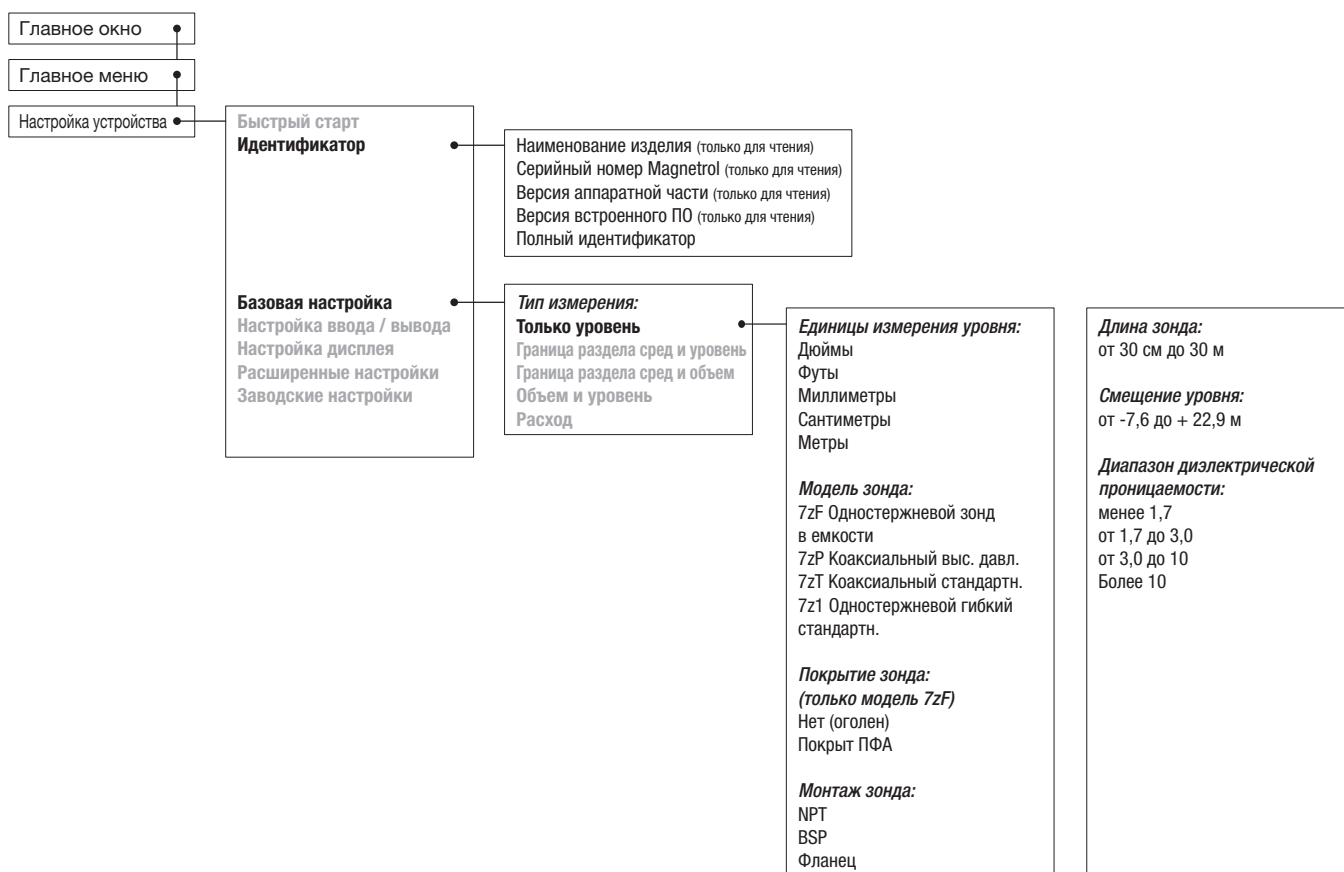 Главное окно
Главное меню
Настройка устройства
Быстрый старт
Идентификатор
Базовая настройка
Настройка ввода / вывода
Настройка дисплея
Расширенные настройки
Заводские настройки
Наименование изделия (только для чтения)
Серийный номер Magnetrol (только для чтения)
Версия аппаратной части (только для чтения)
Версия встроенного ПО (только для чтения)
Полный идентификатор
Тип измерения:
Только уровень
Граница раздела сред и уровень
Граница раздела сред и объем
Объем и уровень
Расход
Единицы измерения уровня:
Дюймы
Футы
Миллиметры
Сантиметры
Метры
Модель зонда:
7zF Одностержневой зонд
в емкости
7zP Коаксиальный выс. давл.
7zT Коаксиальный стандартн.
7z1 Одностержневой гибкий
стандартн.
Покрытие зонда:
(только модель 7zF)
Нет (оголен)
Покрыт ПФА
Монтаж зонда:
NPT
BSP
Фланец
Длина зонда:
от 30 см до 30 м
Смещение уровня:
от -7,6 до + 22,9 м
Диапазон диэлектрической
проницаемости:
менее 1,7
от 1,7 до 3,0
от 3,0 до 10
Более 10